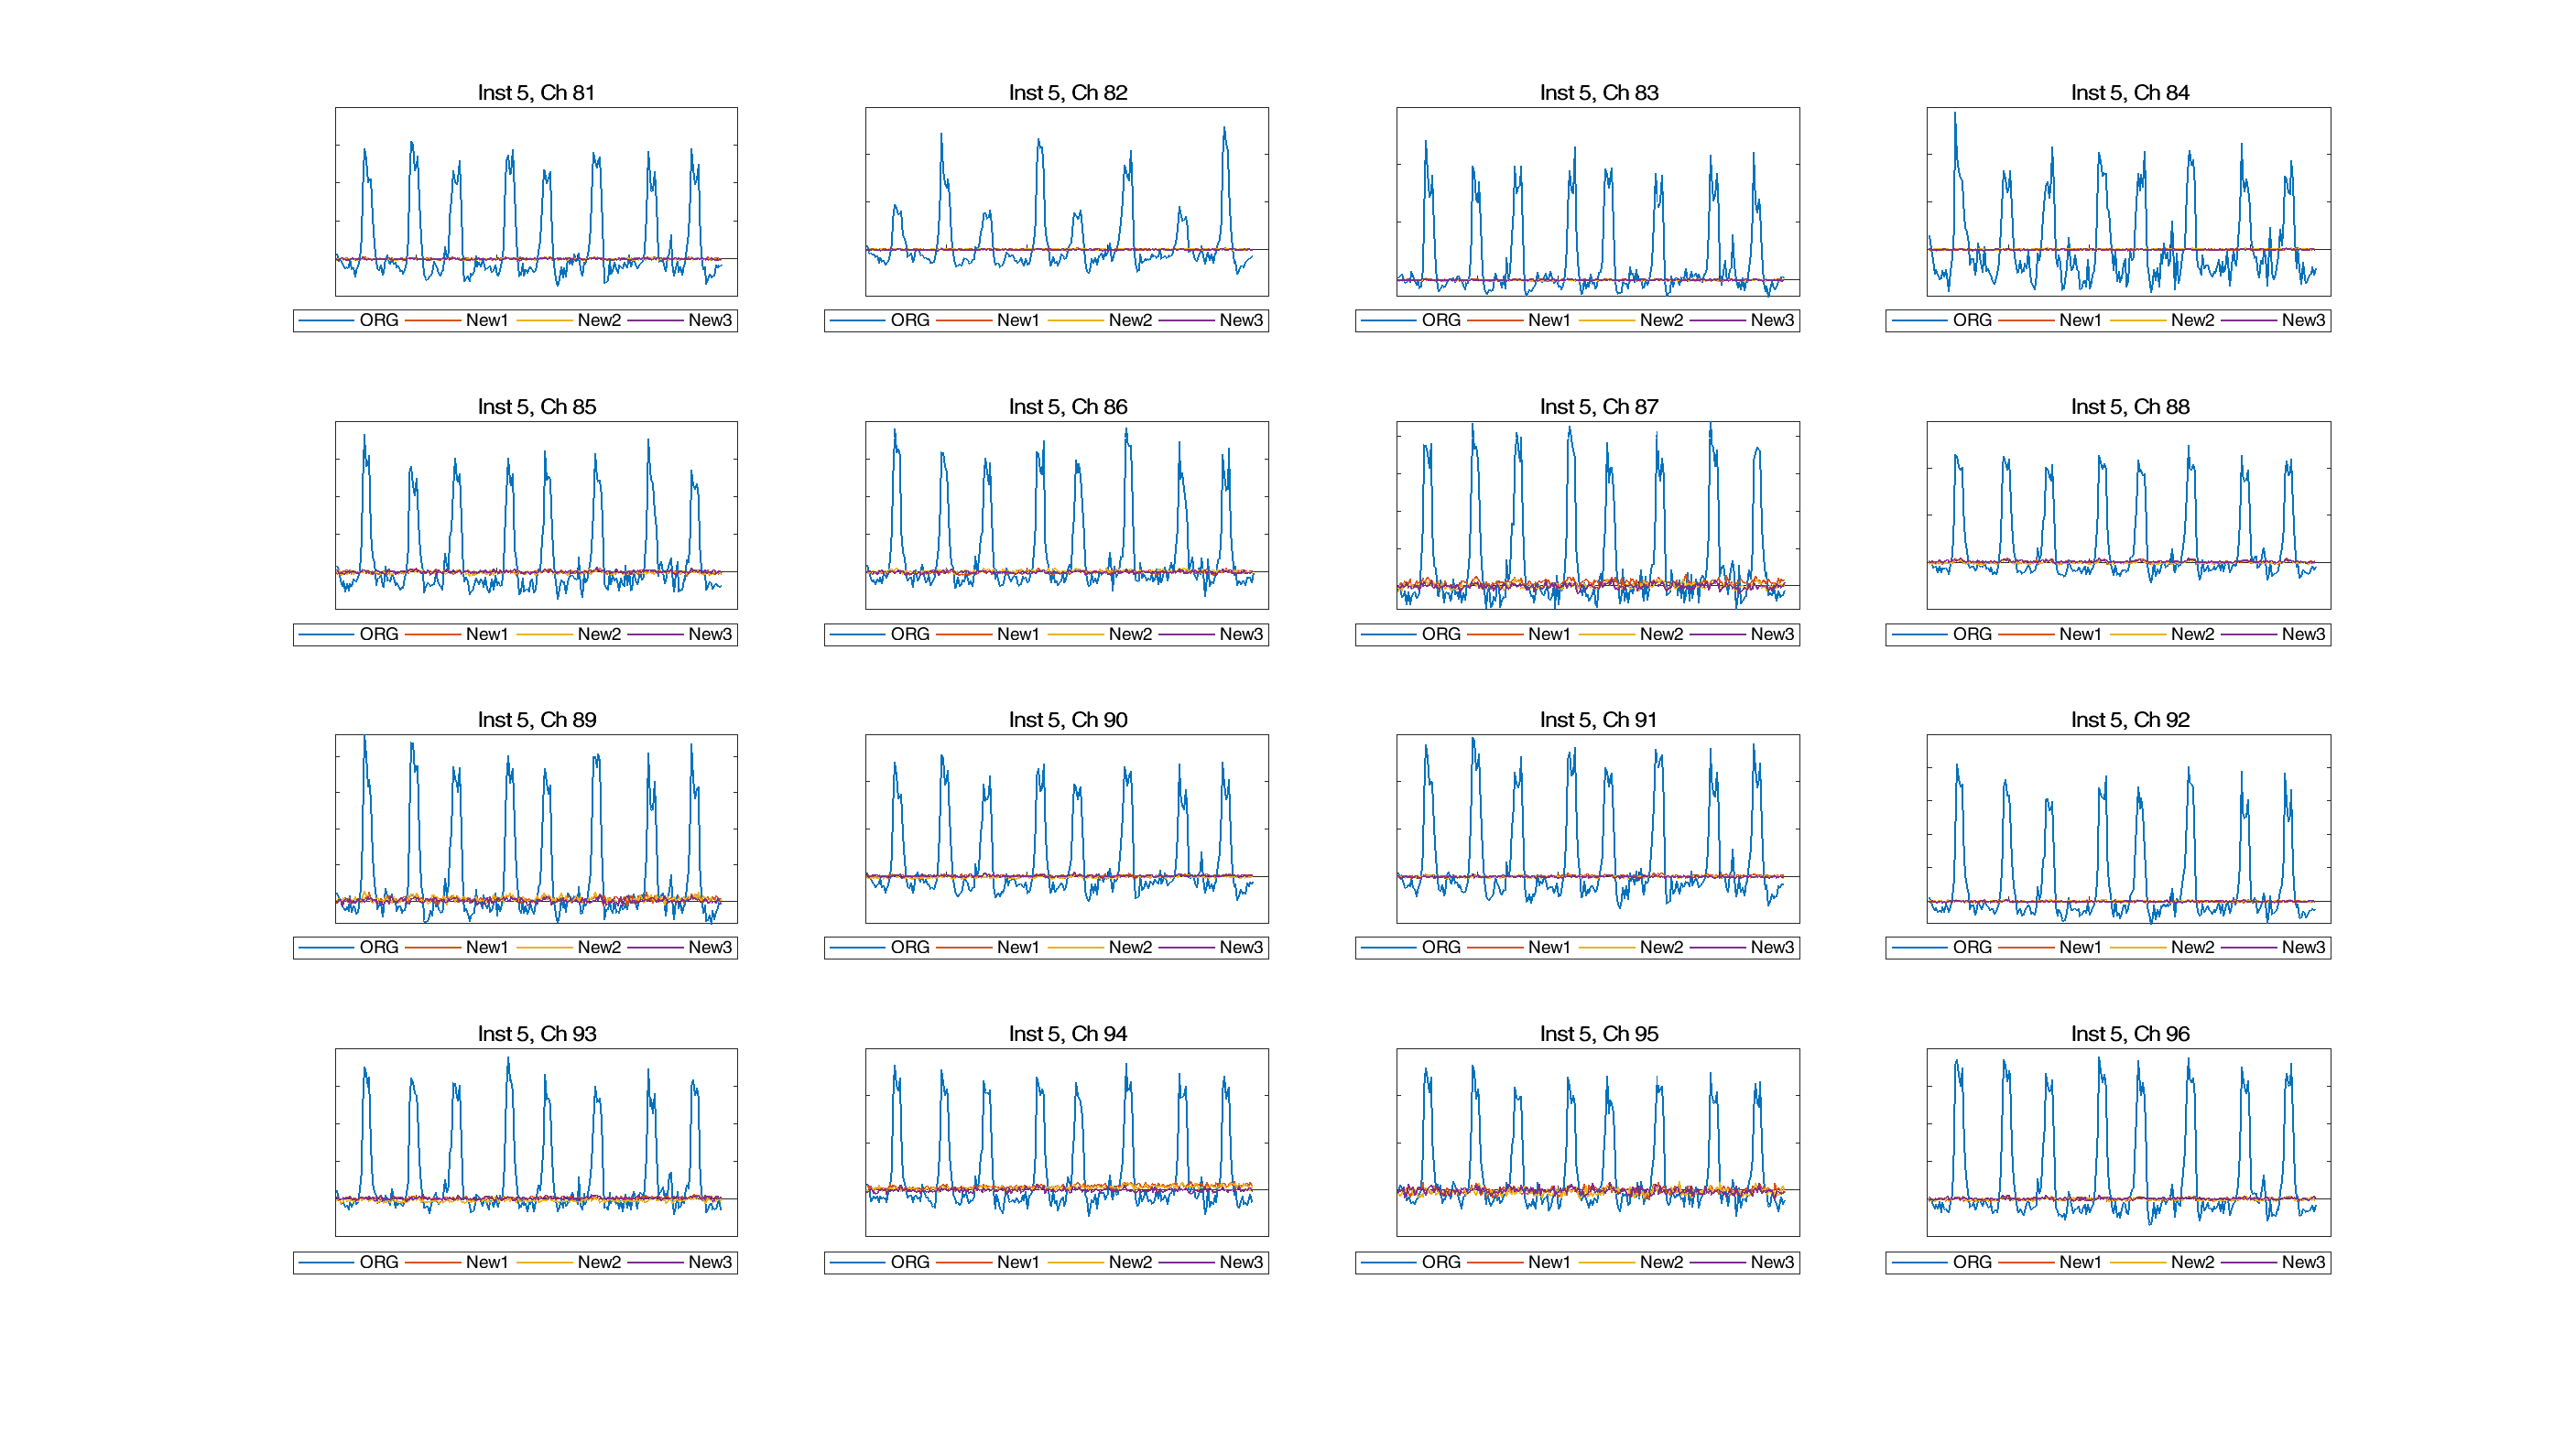 Inst 5, Ch 81
ORG New1 New2 New3
Inst 5, Ch 82
ORG New1 New2 New3
Inst 5, Ch 83
ORG New1 New2 New3
Inst 5, Ch 84
ORG New1 New2 New3
Inst 5, Ch 85
ORG New1 New2 New3
Inst 5, Ch 86
ORG New1 New2 New3
Inst 5, Ch 87
ORG New1 New2 New3
Inst 5, Ch 88
ORG New1 New2 New3
Inst 5, Ch 89
ORG New1 New2 New3
Inst 5, Ch 90
ORG New1 New2 New3
Inst 5, Ch 91
ORG New1 New2 New3
Inst 5, Ch 92
ORG New1 New2 New3
Inst 5, Ch 93
ORG New1 New2 New3
Inst 5, Ch 94
ORG New1 New2 New3
Inst 5, Ch 95
ORG New1 New2 New3
Inst 5, Ch 96
ORG New1 New2 New3